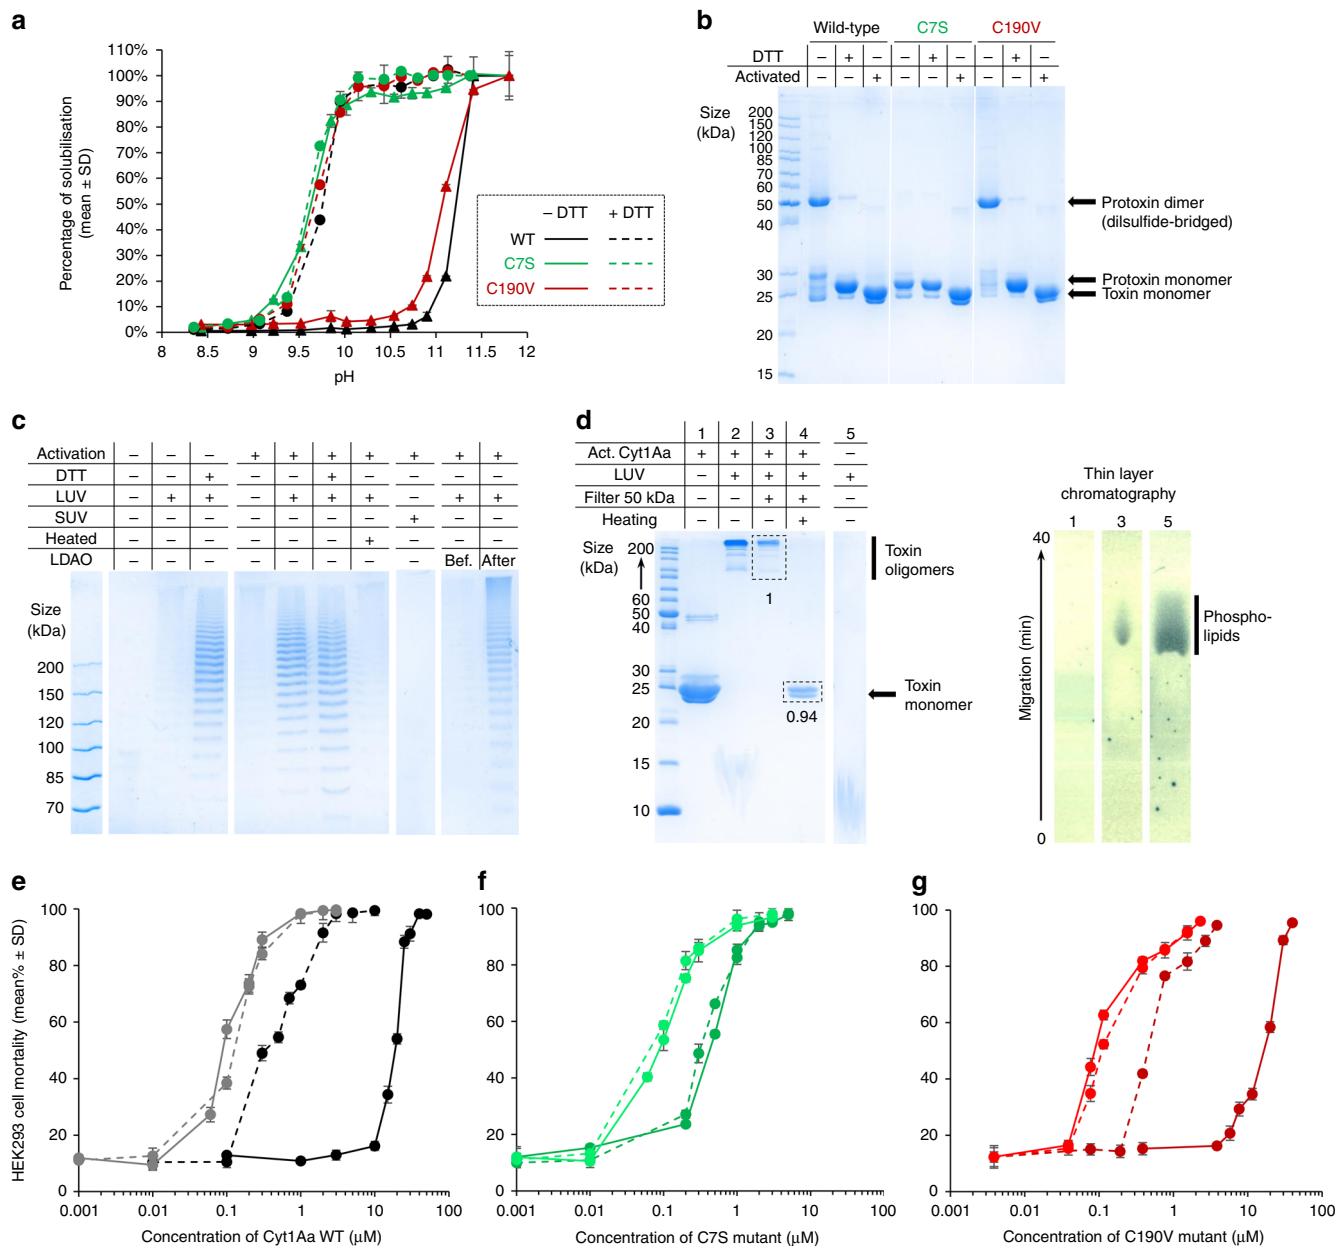 a
110%
100%
90%
80%
70%
60%
50%
40%
30%
20%
10%
0%
Percentage of solubilisation
(mean ± SD)
8 8.5 9 9.5 10 10.5 11 11.5 12
pH
– DTT + DTT
WT
C7S
C190V
b
Wild-type C7S C190V
DTT – + – – + – – + –
Activated – – + – – + – – +
Size
(kDa)
200
150
120
100
85
70
60
50
40
30
25
20
15
Protoxin dimer
(disulfide-bridged)
Protoxin monomer
Toxin monomer
c
Activation – – – + + + + + + +
DTT – – + – – + – – – –
LUV – + + – + + + – + +
SUV – – – – – – – + – –
Heated – – – – – – + – – –
LDAO – – – – – – – – Bef. After
Size
(kDa)
200
150
120
100
85
70
d
1 2 3 4 5
Act. Cyt1Aa + + + + –
LUV – + + + +
Filter 50 kDa – – + + –
Heating – – – + –
Size
(kDa)
200
60
50
40
30
25
20
15
10
1
0.94
Toxin
oligomers
Toxin
monomer
Thin layer
chromatography
1 3 5
40
Migration (min)
0
Phospho-
lipids
e
HEK293 cell mortality (mean% ± SD)
100
80
60
40
20
0
0.001 0.01 0.1 1 10 100
Concentration of Cyt1Aa WT (µM)
f
100
80
60
40
20
0
0.001 0.01 0.1 1 10 100
Concentration of C7S mutant (µM)
g
100
80
60
40
20
0
0.001 0.01 0.1 1 10 100
Concentration of C190V mutant (µM)